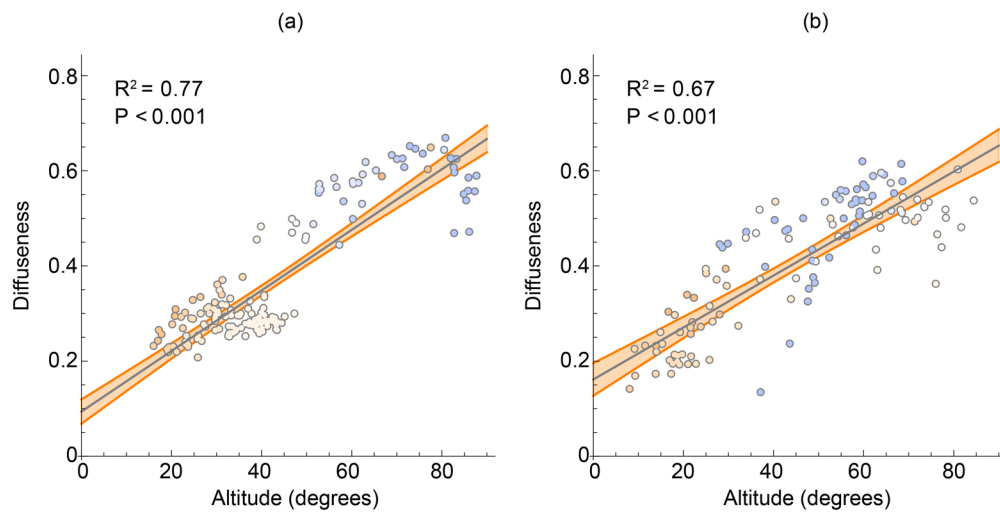 (a)
R² = 0.77
P < 0.001
Diffuseness
0.8
0.6
0.4
0.2
0
0 20 40 60 80
Altitude (degrees)
(b)
R² = 0.67
P < 0.001
Diffuseness
0.8
0.6
0.4
0.2
0
0 20 40 60 80
Altitude (degrees)